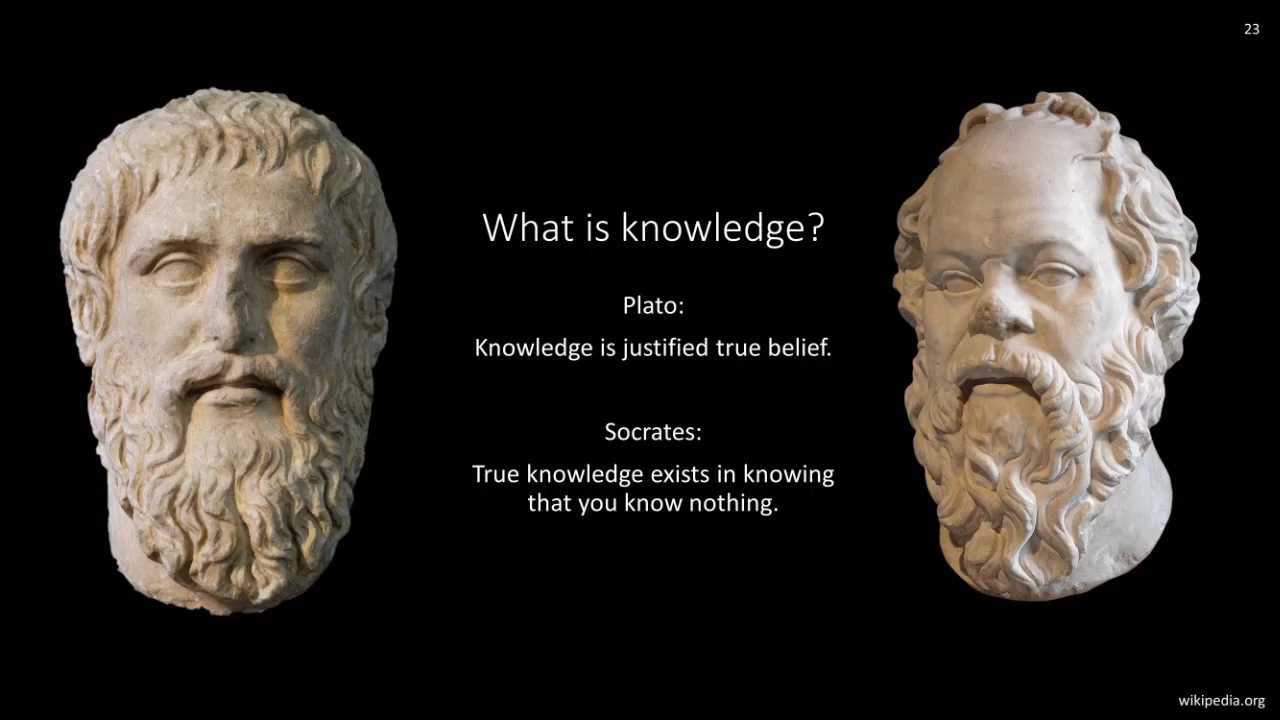 23
What is knowledge?
Plato:
Knowledge is justified true belief.
Socrates:
True knowledge exists in knowing
that you know nothing.
wikipedia.org